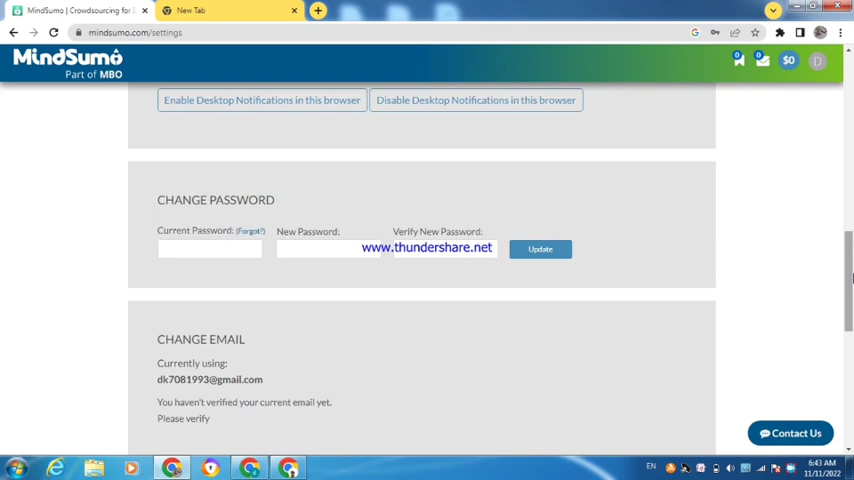 MindSumo | Crowdsourcing for
New Tab
mindsumo.com/settings
MindSumo
Part of MBO
0
0
$0
D
Enable Desktop Notifications in this browser
Disable Desktop Notifications in this browser
CHANGE PASSWORD
Current Password: (Forgot?)
New Password:
Verify New Password:
www.thundershare.net
Update
CHANGE EMAIL
Currently using:
dk7081993@gmail.com
You haven't verified your current email yet.
Please verify
Contact Us
EN
6:43 AM
11/11/2022